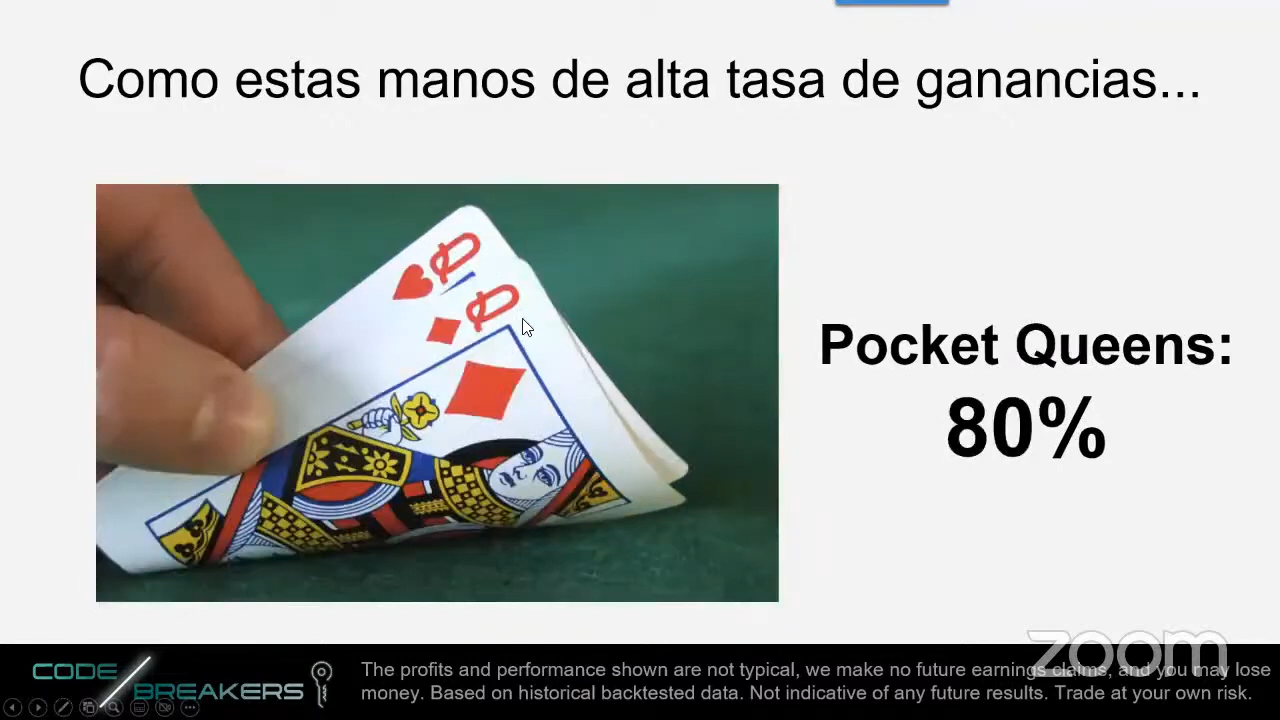 Como estas manos de alta tasa de ganancias...
Q
Q
Pocket Queens:
80%
zoom
CODE
BREAKERS
The profits and performance shown are not typical, we make no future earnings claims, and you may lose
money. Based on historical backtested data. Not indicative of any future results. Trade at your own risk.